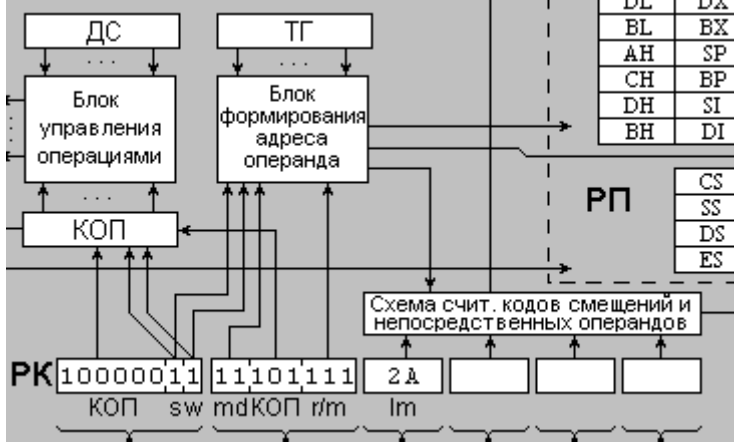 ДС
ТГ
DL DX
BL BX
AH SP
CH BP
DH SI
BH DI
. . .
. . .
Блок
управления
операциями
Блок
формирования
адреса
операнда
. . .
КОП
РП
CS
SS
DS
ES
Схема счит. кодов смещений и
непосредственных операндов
РК 10000011 11101111 2A
КОП sw mdКОП r/m Im